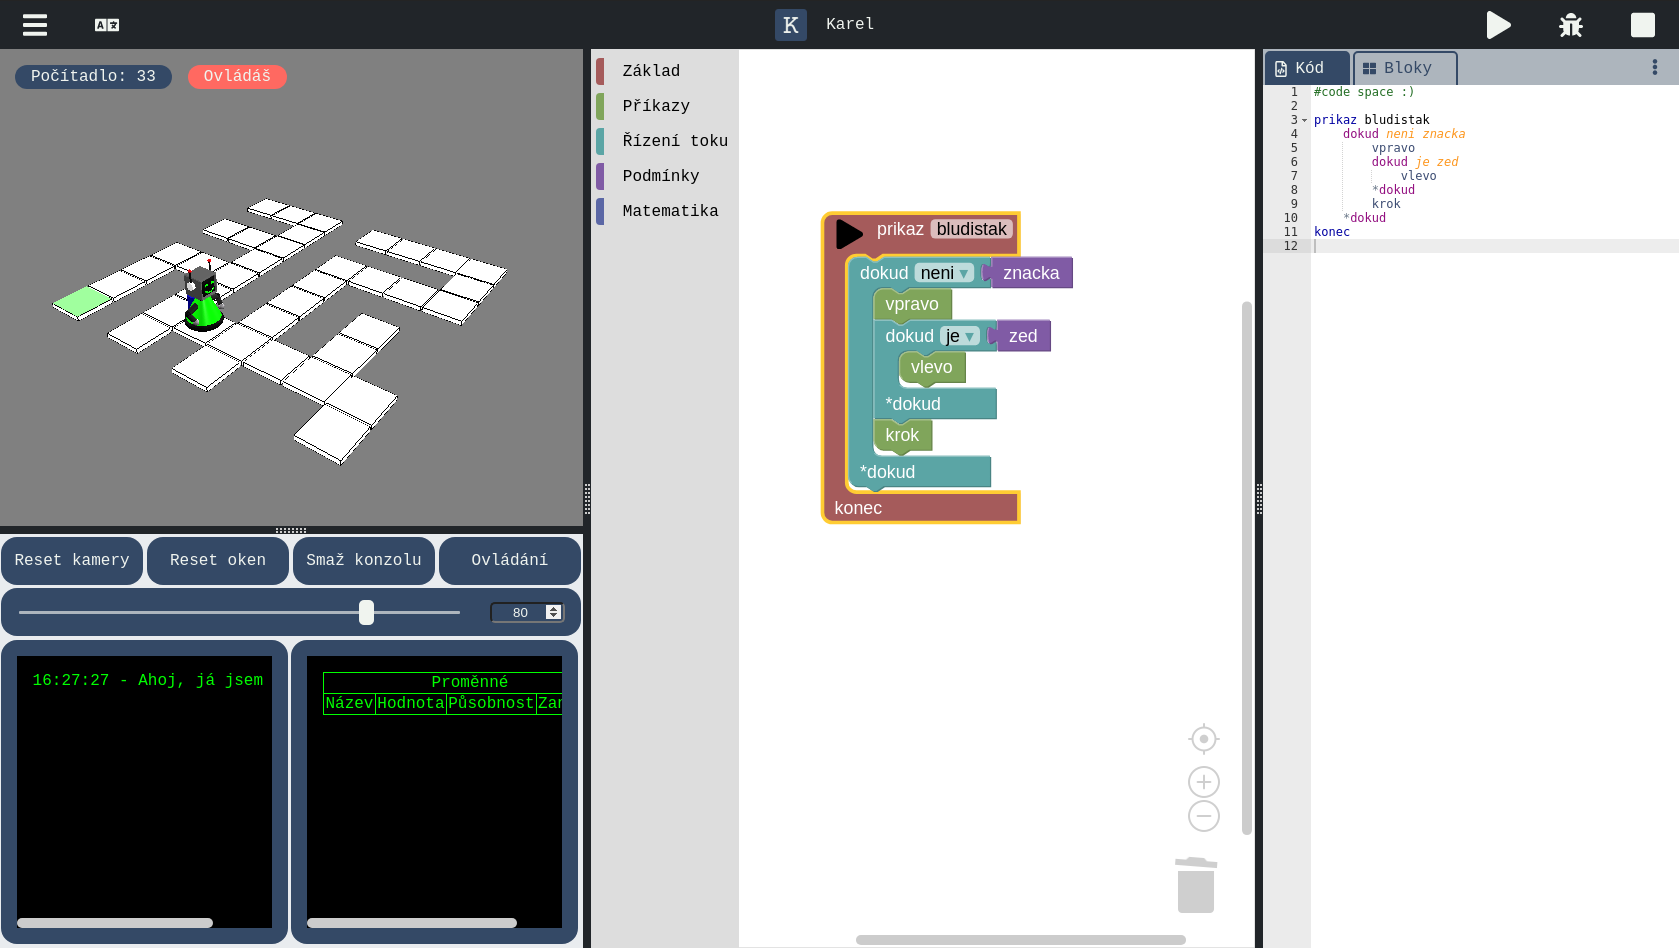 K Karel
Počítadlo: 33 Ovládáš
Reset kamery Reset oken Smaž konzolu Ovládání
80
16:27:27 - Ahoj, já jsem
Proměnné
Název Hodnota Působnost
Základ
Příkazy
Řízení toku
Podmínky
Matematika
prikaz bludistak
dokud neni ▾ znacka
vpravo
dokud je ▾ zed
vlevo
*dokud
krok
*dokud
konec
Kód Bloky
1 #code space :)
2
3 prikaz bludistak
4 dokud neni znacka
5 vpravo
6 dokud je zed
7 vlevo
8 *dokud
9 krok
10 *dokud
11 konec
12